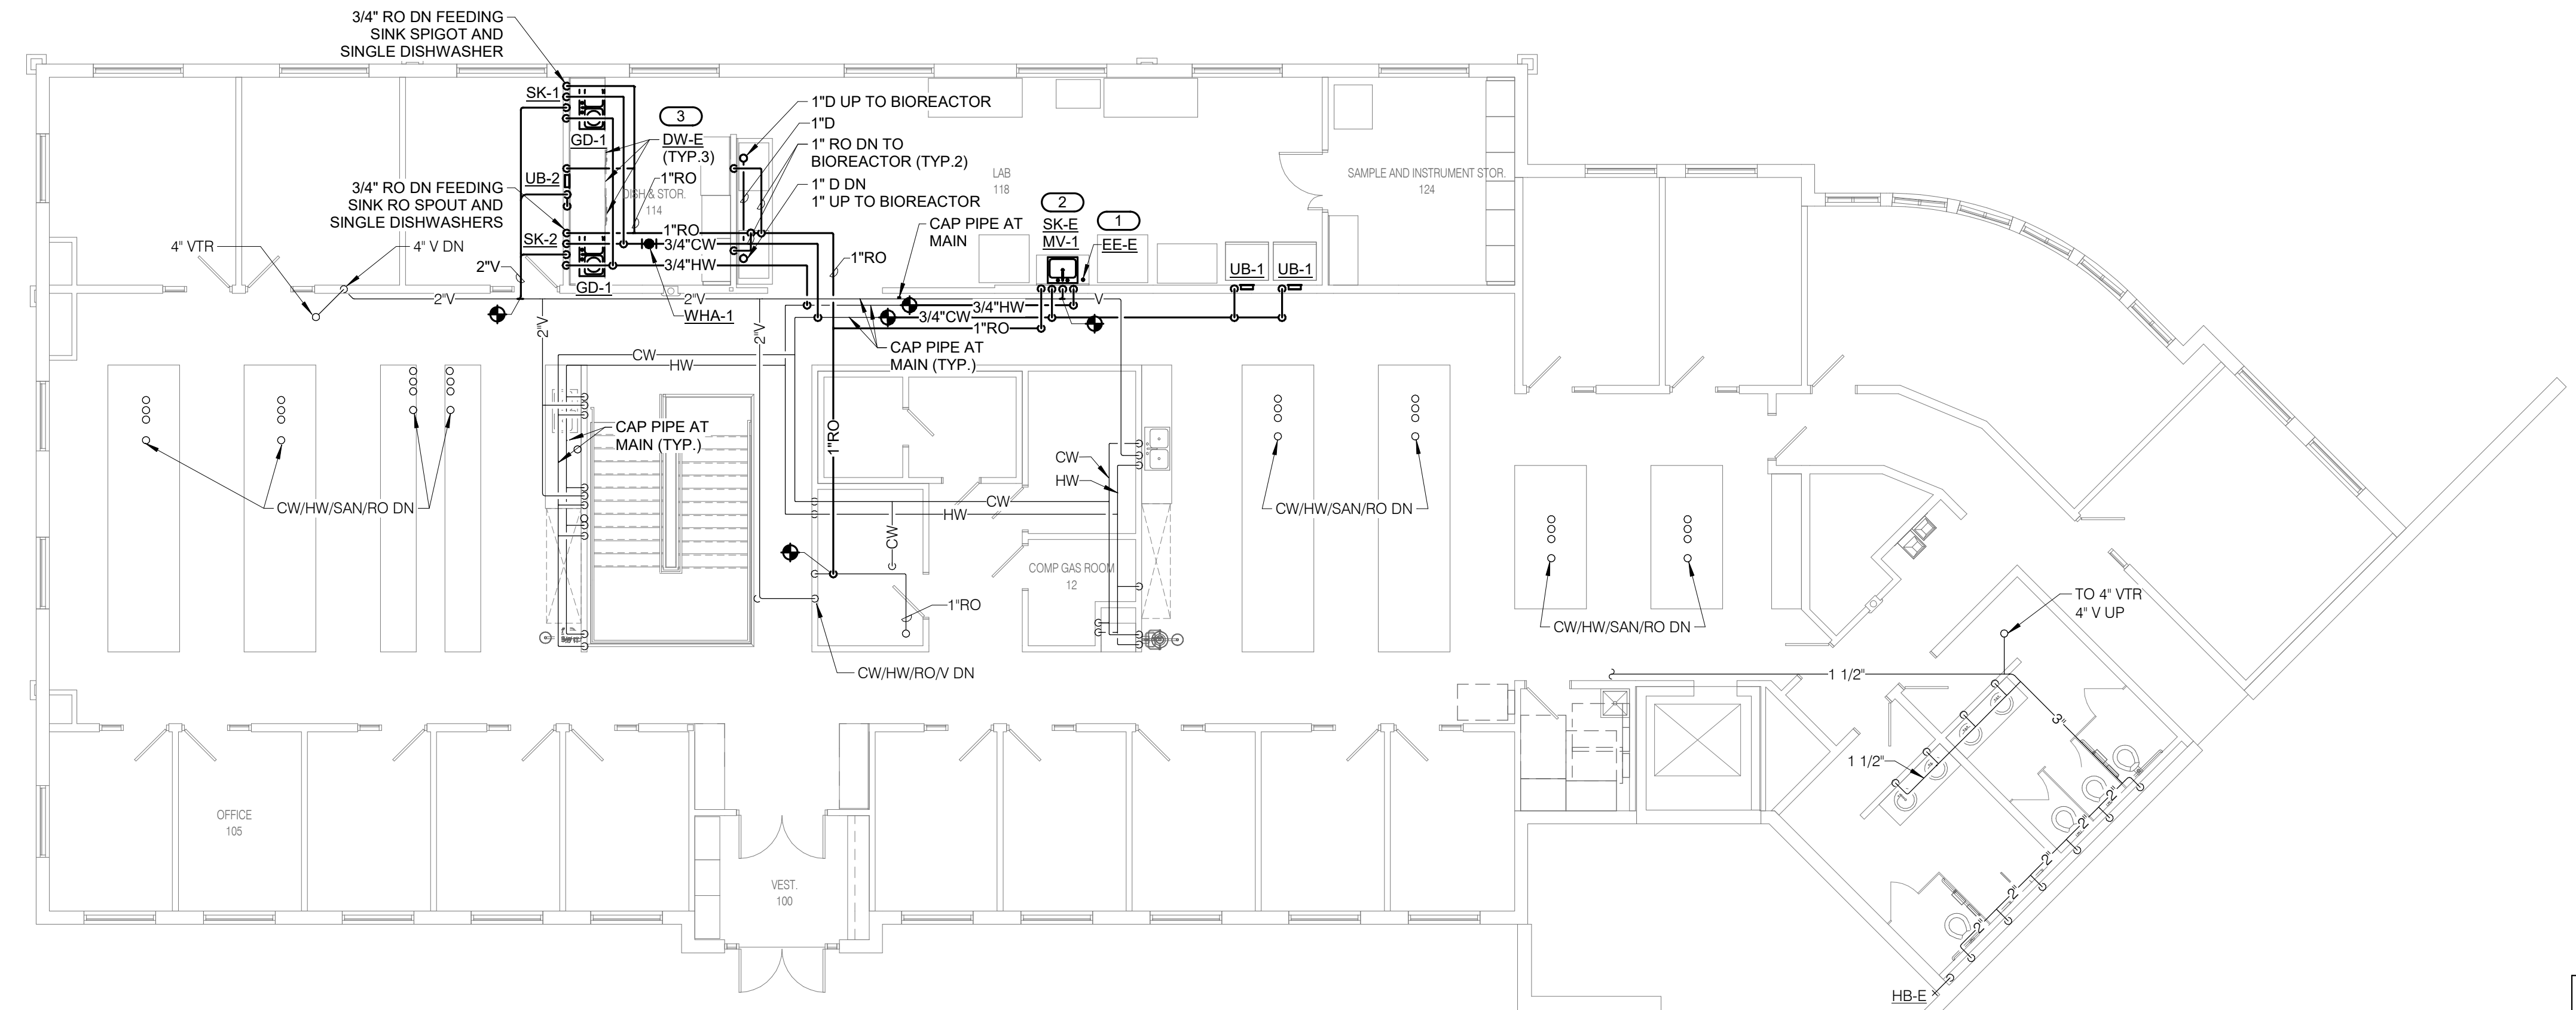 3/4" RO DN FEEDING
SINK SPIGOT AND
SINGLE DISHWASHER
SK-1
GD-1
3
DW-E
(TYP.3)
1"RO
UB-2
DISH & STOR.
114
3/4" RO DN FEEDING
SINK RO SPOUT AND
SINGLE DISHWASHERS
SK-2
GD-1
1"RO
3/4"CW
3/4"HW
WHA-1
1"D UP TO BIOREACTOR
1"D
1" RO DN TO
BIOREACTOR (TYP.2)
1" D DN
1" UP TO BIOREACTOR
CAP PIPE AT
MAIN
1"RO
LAB
118
2
SK-E
MV-1
1
EE-E
UB-1
UB-1
SAMPLE AND INSTRUMENT STOR.
124
4" VTR
4" V DN
2"V
2"V
2"V
V
3/4"HW
3/4"CW
1"RO
CAP PIPE AT
MAIN (TYP.)
2"V
2"V
CW
HW
CAP PIPE AT
MAIN (TYP.)
1"RO
CW
HW
CW
HW
CW
CW/HW/SAN/RO DN
CW/HW/SAN/RO DN
CW/HW/SAN/RO DN
COMP GAS ROOM
12
1"RO
CW/HW/RO/V DN
TO 4" VTR
4" V UP
1 1/2"
3"
1 1/2"
2"
2"
2"
2"
2"
OFFICE
105
VEST.
100
HB-E